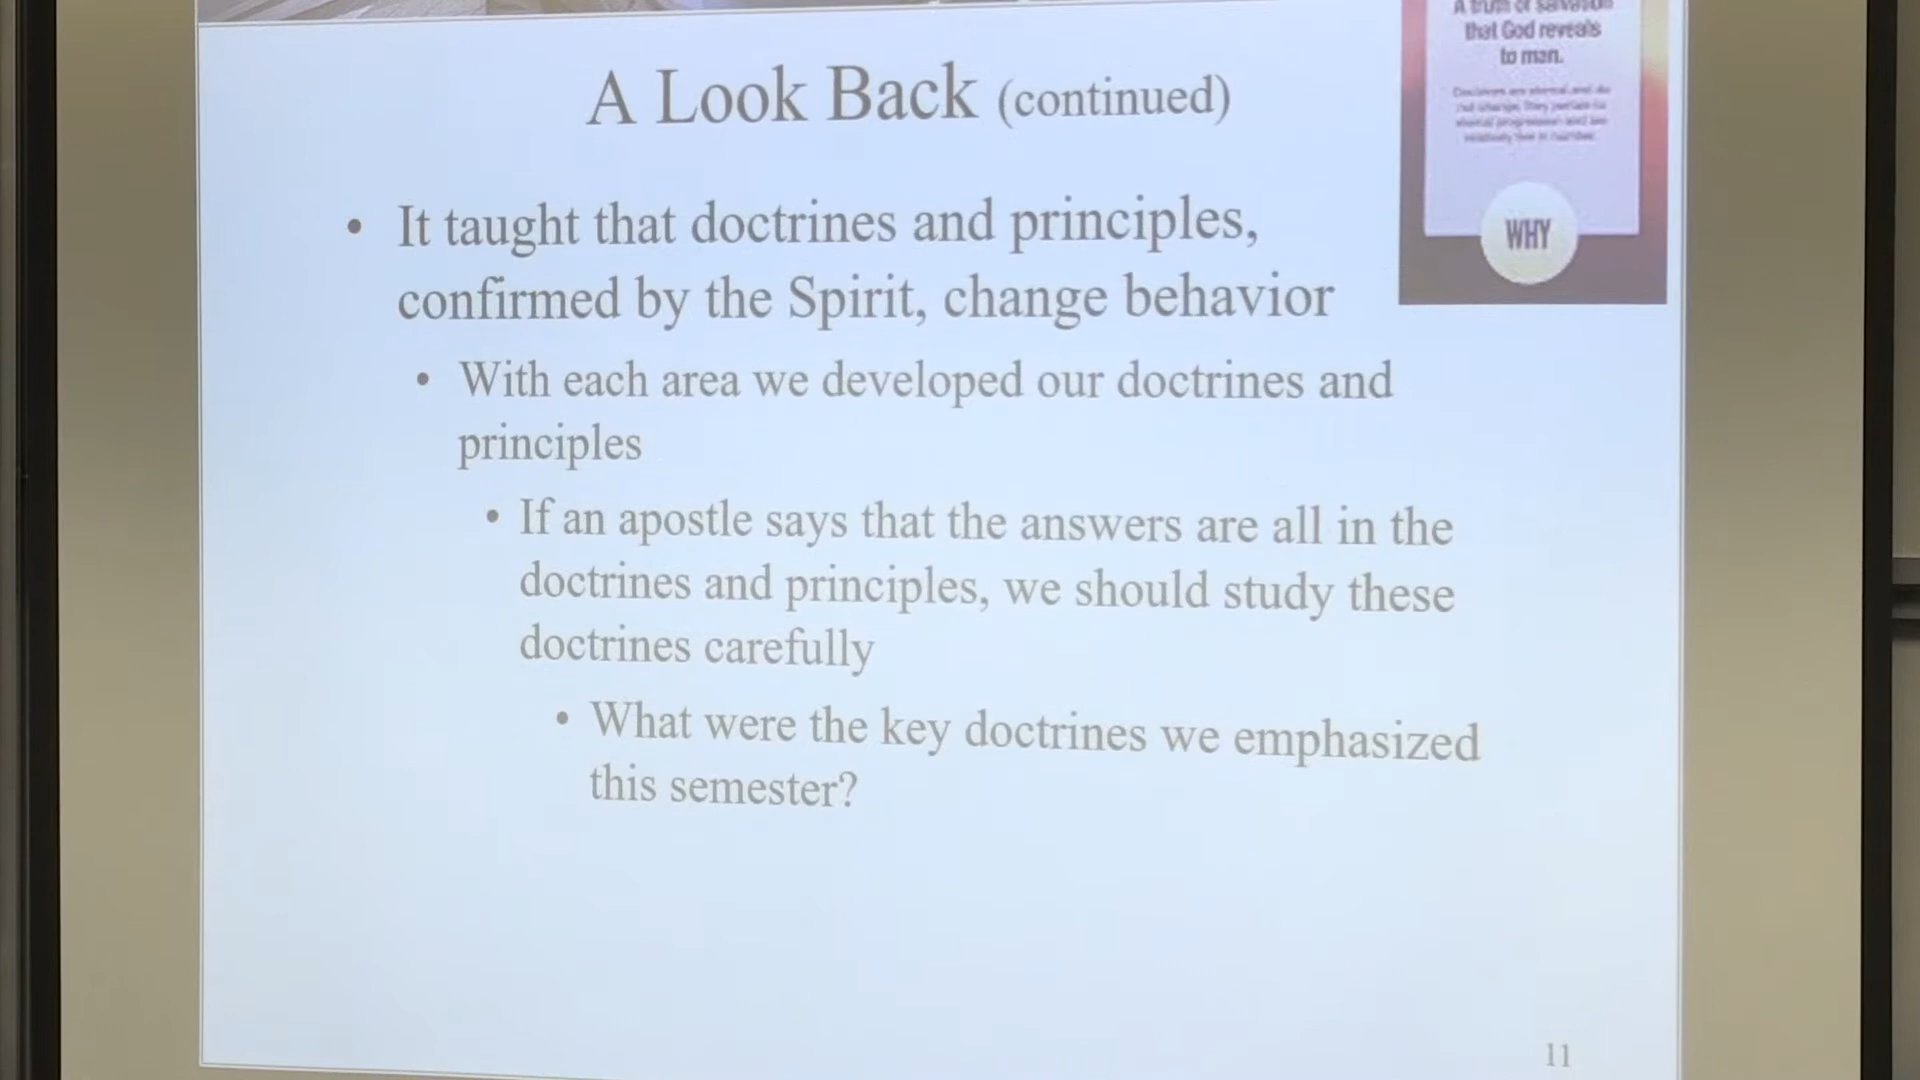 A truth of salvation
that God reveals
to man.
A Look Back (continued)
WHY
• It taught that doctrines and principles,
confirmed by the Spirit, change behavior
• With each area we developed our doctrines and
principles
• If an apostle says that the answers are all in the
doctrines and principles, we should study these
doctrines carefully
• What were the key doctrines we emphasized
this semester?
11